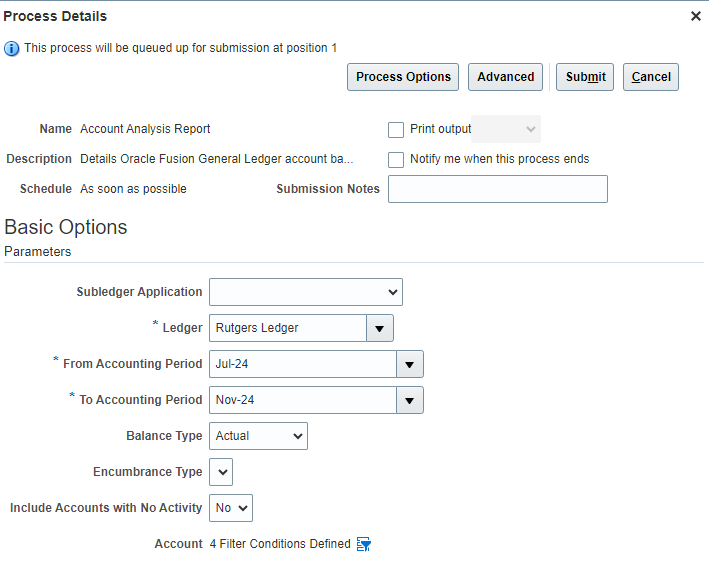 Process Details
This process will be queued up for submission at position 1
Process Options Advanced Submit Cancel
Name Account Analysis Report Print output
Description Details Oracle Fusion General Ledger account ba... Notify me when this process ends
Schedule As soon as possible Submission Notes
Basic Options
Parameters
Subledger Application
* Ledger Rutgers Ledger
* From Accounting Period Jul-24
* To Accounting Period Nov-24
Balance Type Actual
Encumbrance Type
Include Accounts with No Activity No
Account 4 Filter Conditions Defined